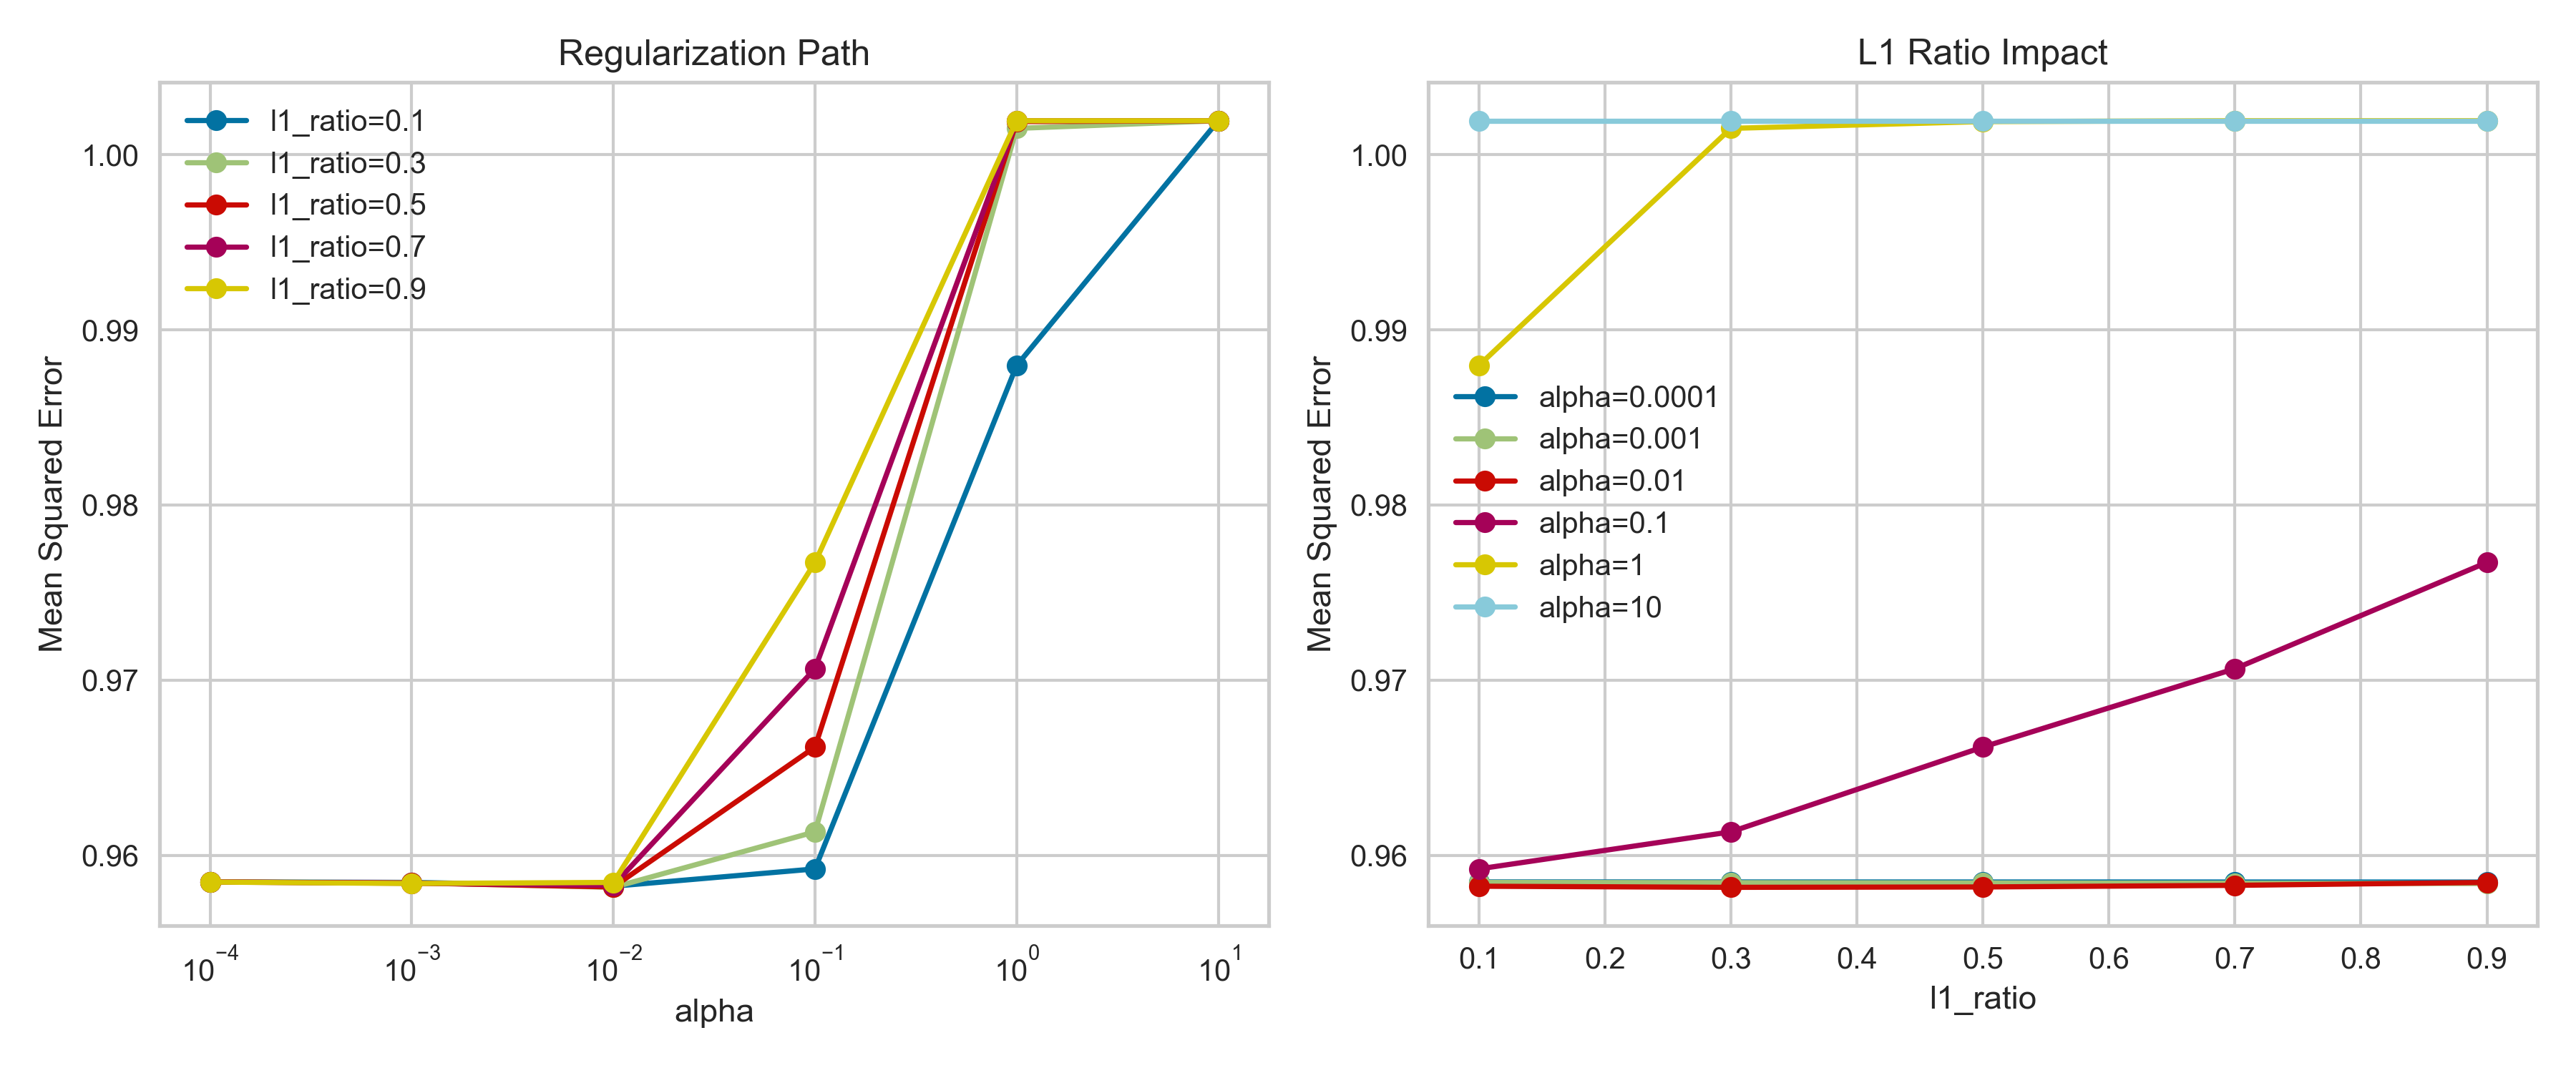 Regularization Path
l1_ratio=0.1
l1_ratio=0.3
l1_ratio=0.5
l1_ratio=0.7
l1_ratio=0.9
Mean Squared Error
1.00
0.99
0.98
0.97
0.96
10⁻⁴ 10⁻³ 10⁻² 10⁻¹ 10⁰ 10¹
alpha
L1 Ratio Impact
alpha=0.0001
alpha=0.001
alpha=0.01
alpha=0.1
alpha=1
alpha=10
Mean Squared Error
1.00
0.99
0.98
0.97
0.96
0.1 0.2 0.3 0.4 0.5 0.6 0.7 0.8 0.9
l1_ratio